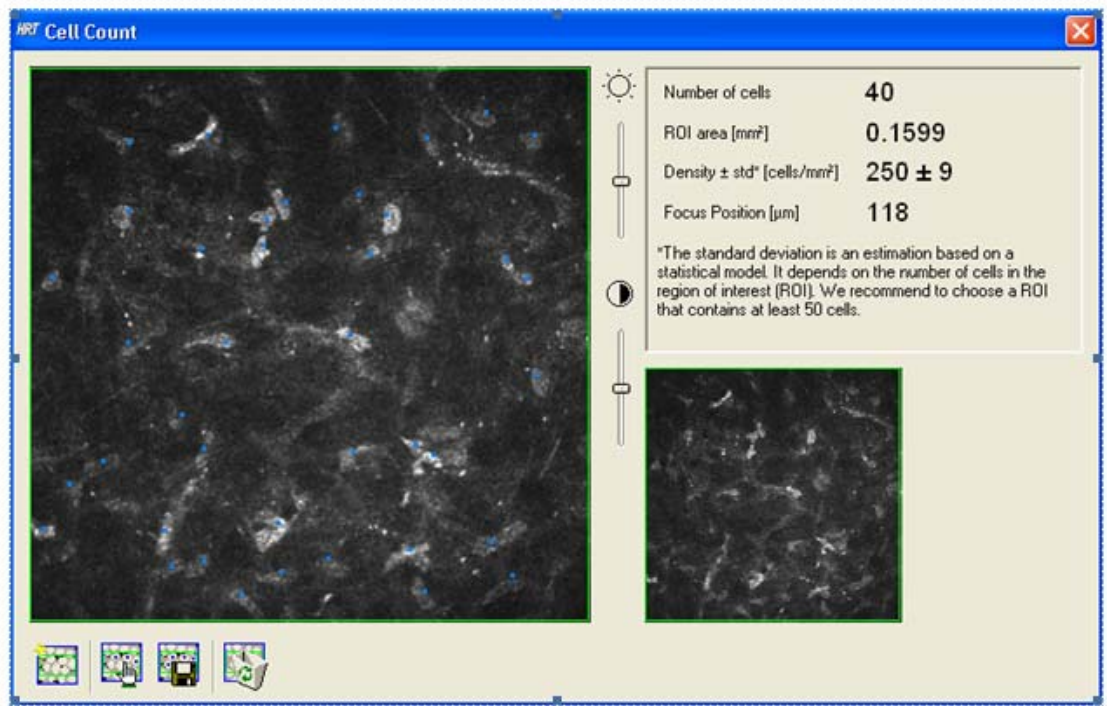 HRT Cell Count
Number of cells 40
ROI area [mm²] 0.1599
Density ± std* [cells/mm²] 250 ± 9
Focus Position [µm] 118
*The standard deviation is an estimation based on a
statistical model. It depends on the number of cells in the
region of interest (ROI). We recommend to choose a ROI
that contains at least 50 cells.